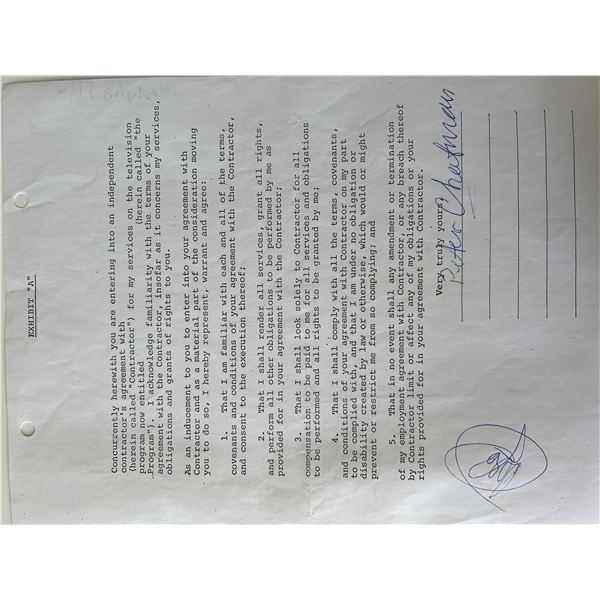 EXHIBIT "A"
Concurrently herewith you are entering into an independent
contractor's agreement with
(herein called "Contractor") for my services on the television
program now entitled (herein called "the
Program"). I acknowledge familiarity with the terms of your
agreement with the Contractor, insofar as it concerns my services,
obligations and grants of rights to you.
As an inducement to you to enter into your agreement with
Contractor and as a material part of the consideration moving
you to do so, I hereby represent, warrant and agree:
1. That I am familiar with each and all of the terms,
covenants and conditions of your agreement with the Contractor,
and consent to the execution thereof;
2. That I shall render all services, grant all rights,
and perform all other obligations to be performed by me as
provided for in your agreement with the Contractor;
3. That I shall look solely to Contractor for all
compensation to be paid to me for all services and obligations
to be performed and all rights to be granted by me;
4. That I shall comply with all the terms, covenants,
and conditions of your agreement with Contractor on my part
to be complied with, and that I am under no obligation or
disability created by law or otherwise which would or might
prevent or restrict me from so complying; and
5. That in no event shall any amendment or termination
of my employment agreement with Contractor, or any breach thereof
by Contractor limit or affect any of my obligations or your
rights provided for in your agreement with Contractor.
Very truly yours,
Peter Chatman